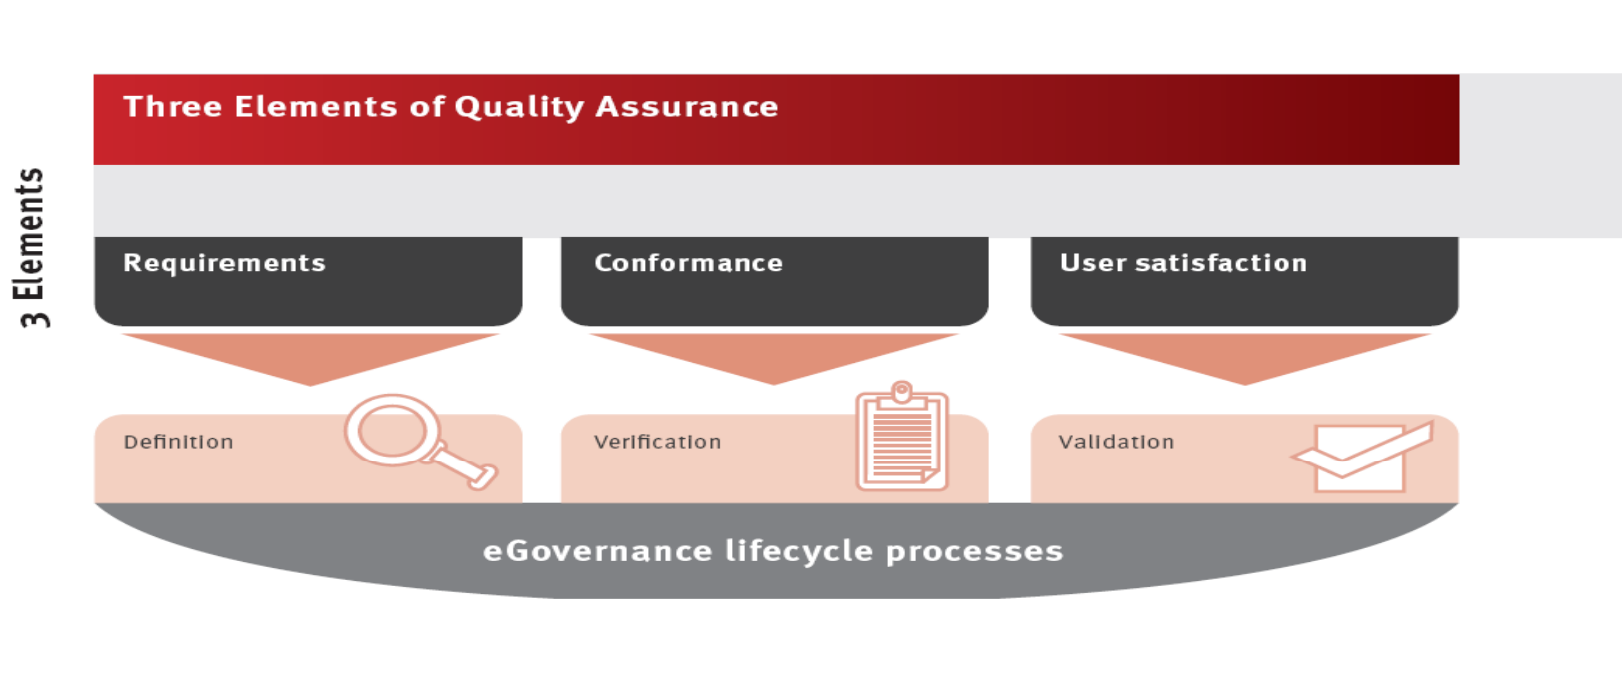 3 Elements
Three Elements of Quality Assurance
Requirements
Conformance
User satisfaction
Definition
Verification
Validation
eGovernance lifecycle processes